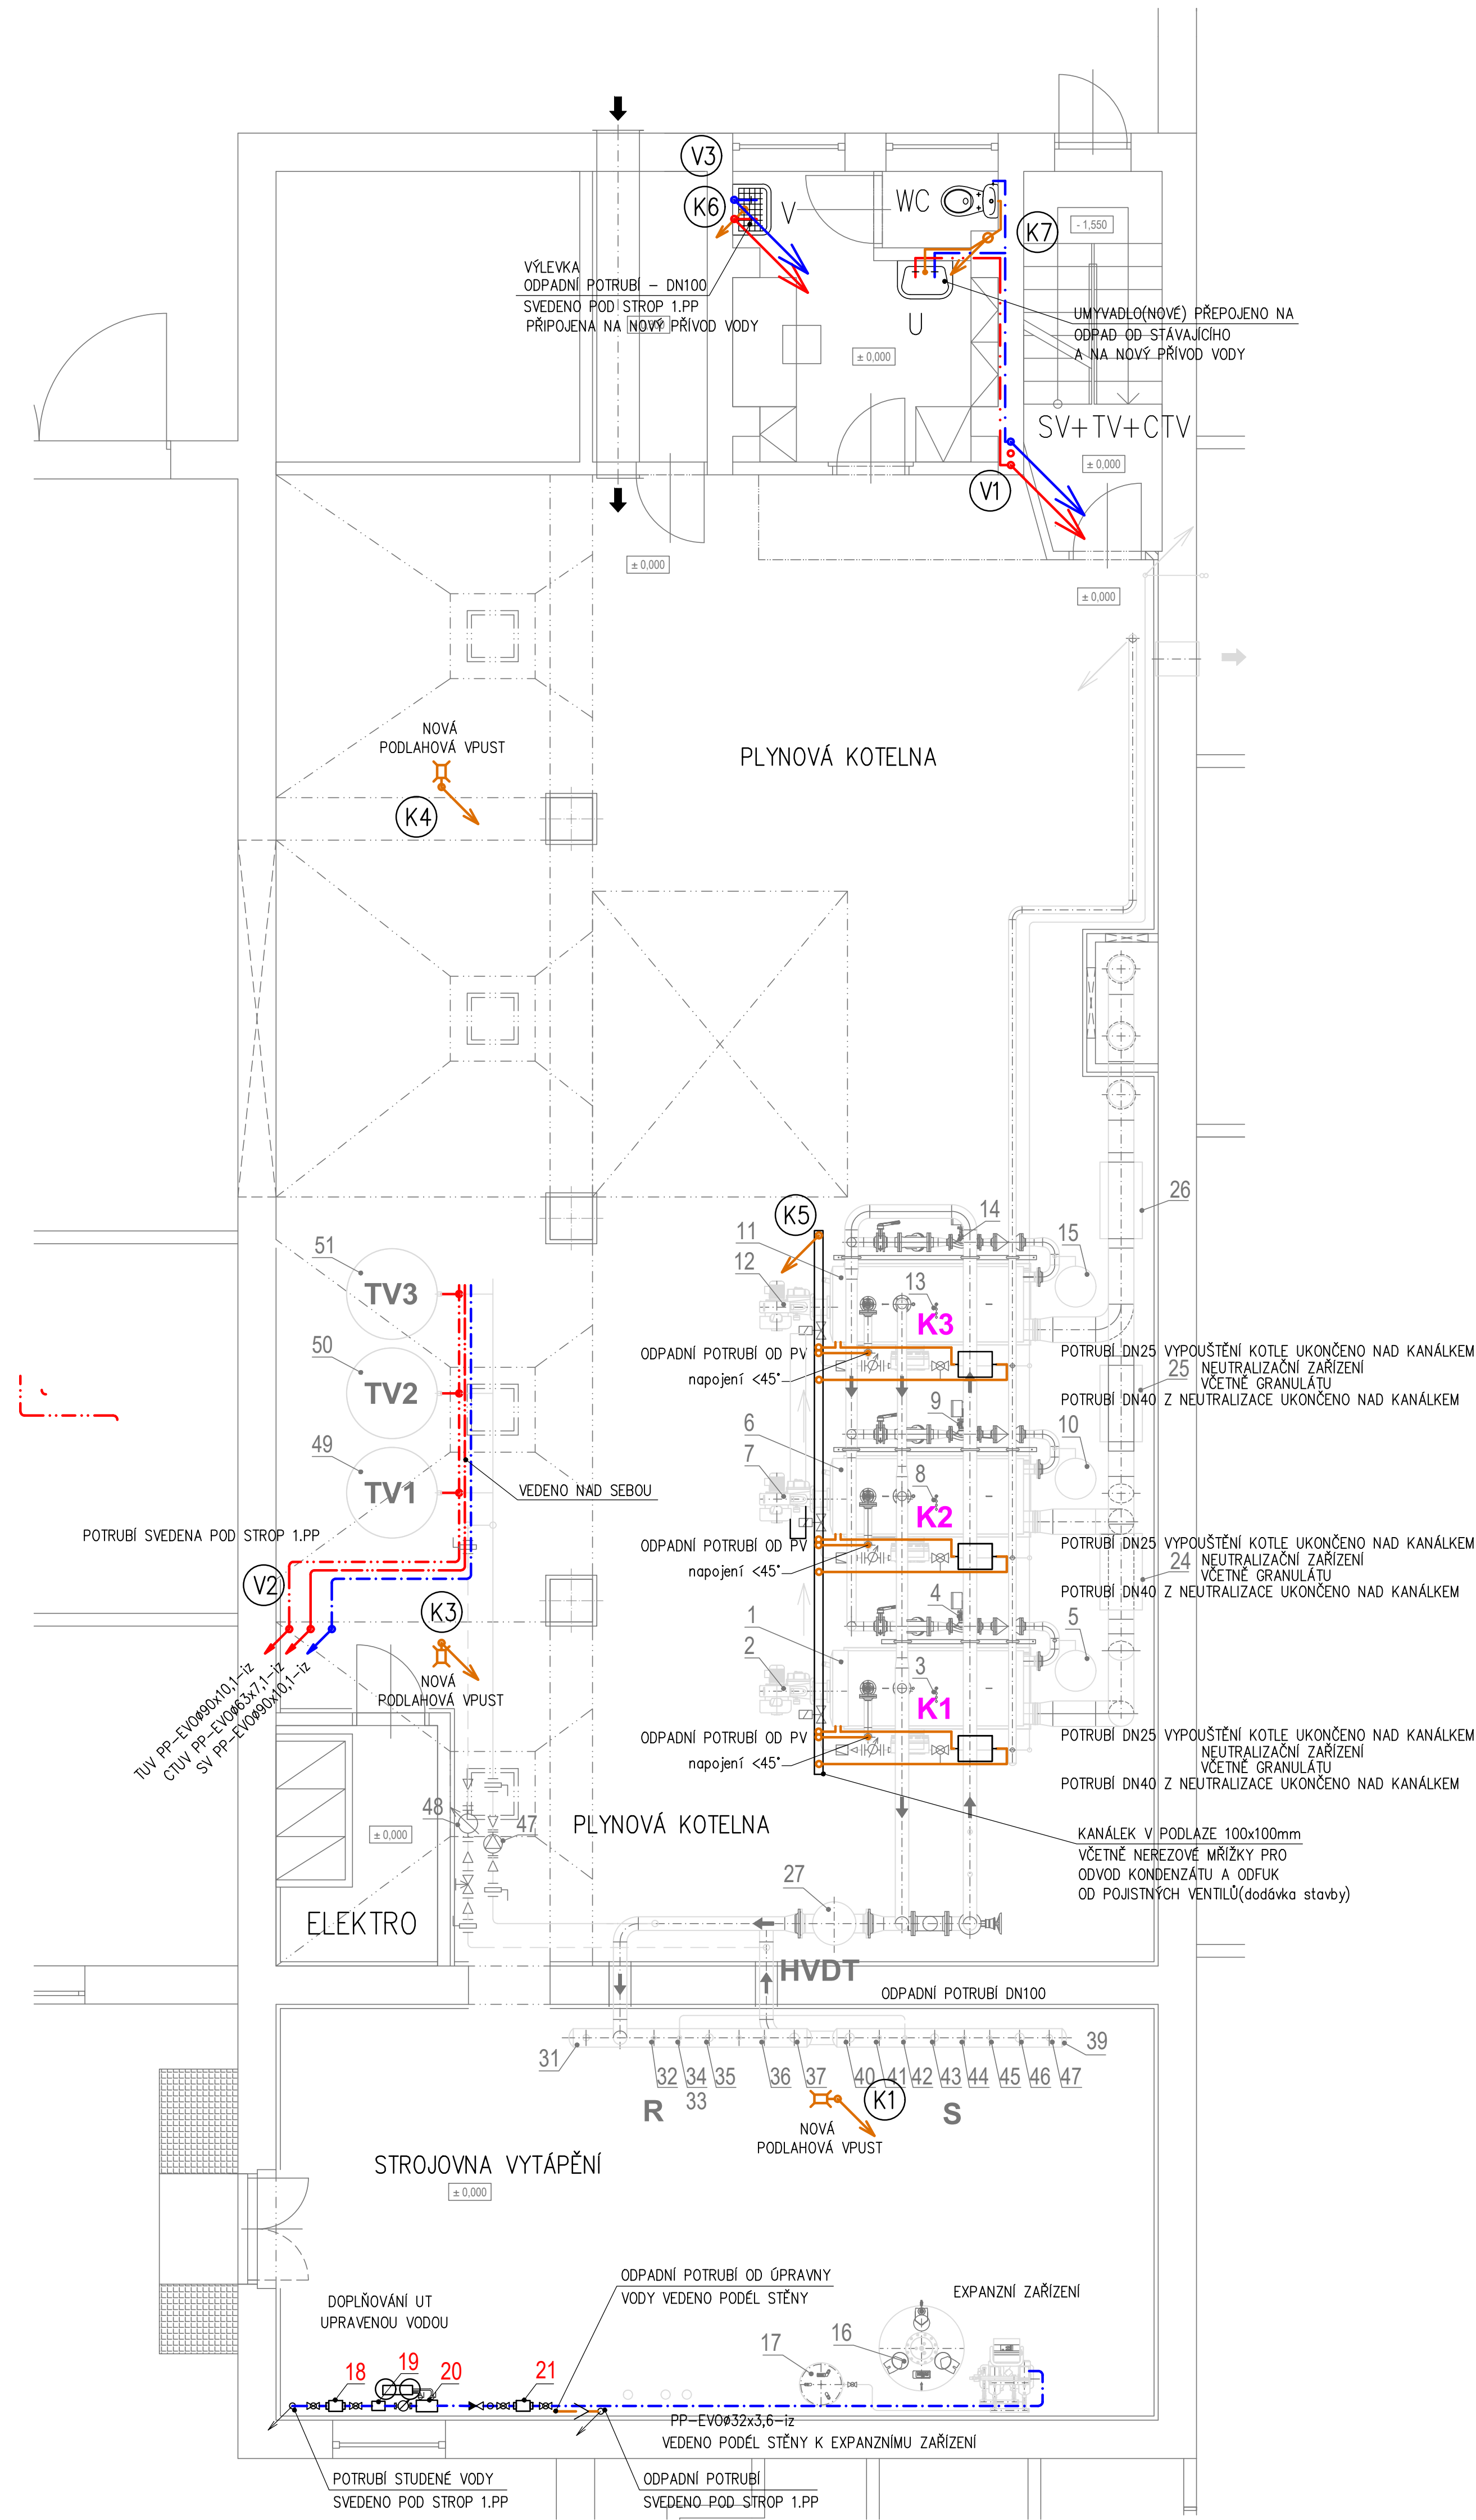 V3
K6
V
WC
K7
- 1,550
VÝLEVKA
ODPADNÍ POTRUBÍ – DN100
SVEDENO POD STROP 1.PP
PŘIPOJENA NA NOVÝ PŘÍVOD VODY
U
± 0,000
UMYVADLO(NOVÉ) PŘEPOJENO NA
ODPAD OD STÁVAJÍCÍHO
A NA NOVÝ PŘÍVOD VODY
SV+TV+CTV
± 0,000
V1
± 0,000
± 0,000
NOVÁ
PODLAHOVÁ VPUST
K4
PLYNOVÁ KOTELNA
K5
51
TV3
50
TV2
49
TV1
VEDENO NAD SEBOU
POTRUBÍ SVEDENA POD STROP 1.PP
V2
K3
NOVÁ
PODLAHOVÁ VPUST
TUV PP-EVOø90x10,1-iz
CTUV PP-EVOø63x7,1-iz
SV PP-EVOø90x10,1-iz
11
12
13
14
15
26
K3
ODPADNÍ POTRUBÍ OD PV
napojení <45°
POTRUBÍ DN25 VYPOUŠTĚNÍ KOTLE UKONČENO NAD KANÁLKEM
NEUTRALIZAČNÍ ZAŘÍZENÍ
25
VČETNĚ GRANULÁTU
POTRUBÍ DN40 Z NEUTRALIZACE UKONČENO NAD KANÁLKEM
6
7
8
9
10
K2
ODPADNÍ POTRUBÍ OD PV
napojení <45°
POTRUBÍ DN25 VYPOUŠTĚNÍ KOTLE UKONČENO NAD KANÁLKEM
NEUTRALIZAČNÍ ZAŘÍZENÍ
24
VČETNĚ GRANULÁTU
POTRUBÍ DN40 Z NEUTRALIZACE UKONČENO NAD KANÁLKEM
1
2
3
4
5
K1
ODPADNÍ POTRUBÍ OD PV
napojení <45°
POTRUBÍ DN25 VYPOUŠTĚNÍ KOTLE UKONČENO NAD KANÁLKEM
NEUTRALIZAČNÍ ZAŘÍZENÍ
VČETNĚ GRANULÁTU
POTRUBÍ DN40 Z NEUTRALIZACE UKONČENO NAD KANÁLKEM
48
47
± 0,000
PLYNOVÁ KOTELNA
KANÁLEK V PODLAZE 100x100mm
VČETNĚ NEREZOVÉ MŘÍŽKY PRO
ODVOD KONDENZÁTU A ODFUK
OD POJISTNÝCH VENTILŮ(dodávka stavby)
27
ELEKTRO
HVDT
ODPADNÍ POTRUBÍ DN100
31
32 34 35 36 37 40 41 42 43 44 45 46 47
39
33
R
K1
S
NOVÁ
PODLAHOVÁ VPUST
STROJOVNA VYTÁPĚNÍ
± 0,000
ODPADNÍ POTRUBÍ OD ÚPRAVNY
VODY VEDENO PODÉL STĚNY
EXPANZNÍ ZAŘÍZENÍ
DOPLŇOVÁNÍ UT
UPRAVENOU VODOU
17
16
18
19
20
21
PP-EVOø32x3,6-iz
VEDENO PODÉL STĚNY K EXPANZNÍMU ZAŘÍZENÍ
POTRUBÍ STUDENÉ VODY
SVEDENO POD STROP 1.PP
ODPADNÍ POTRUBÍ
SVEDENO POD STROP 1.PP